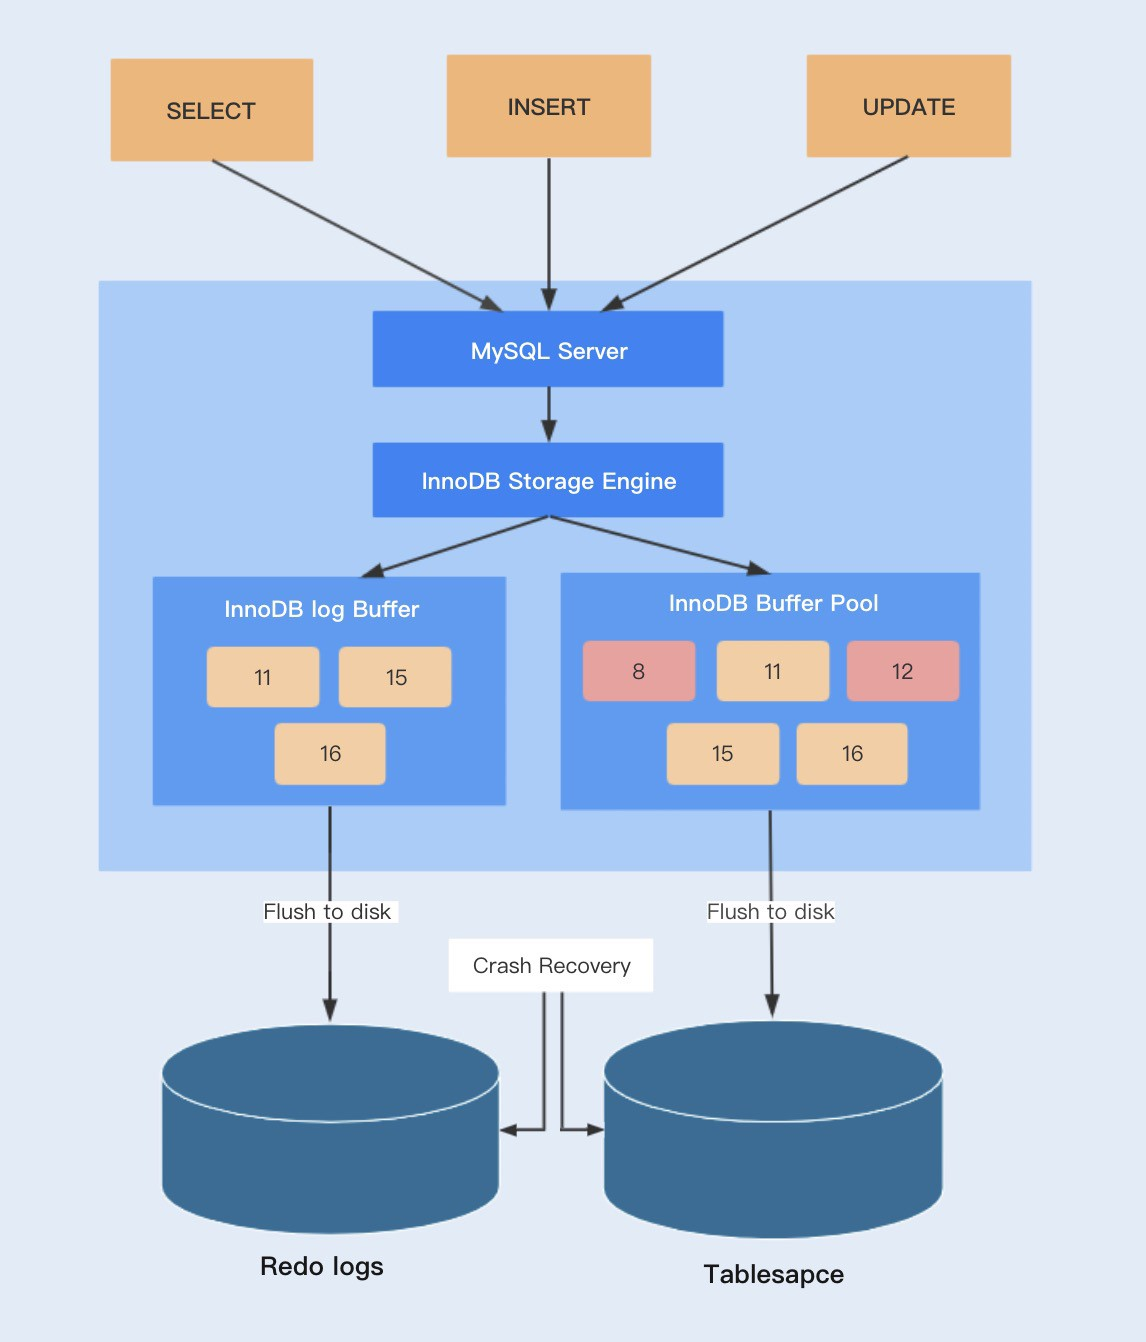 SELECT
INSERT
UPDATE
MySQL Server
InnoDB Storage Engine
InnoDB log Buffer
11
15
16
InnoDB Buffer Pool
8
11
12
15
16
Flush to disk
Flush to disk
Crash Recovery
Redo logs
Tablesapce